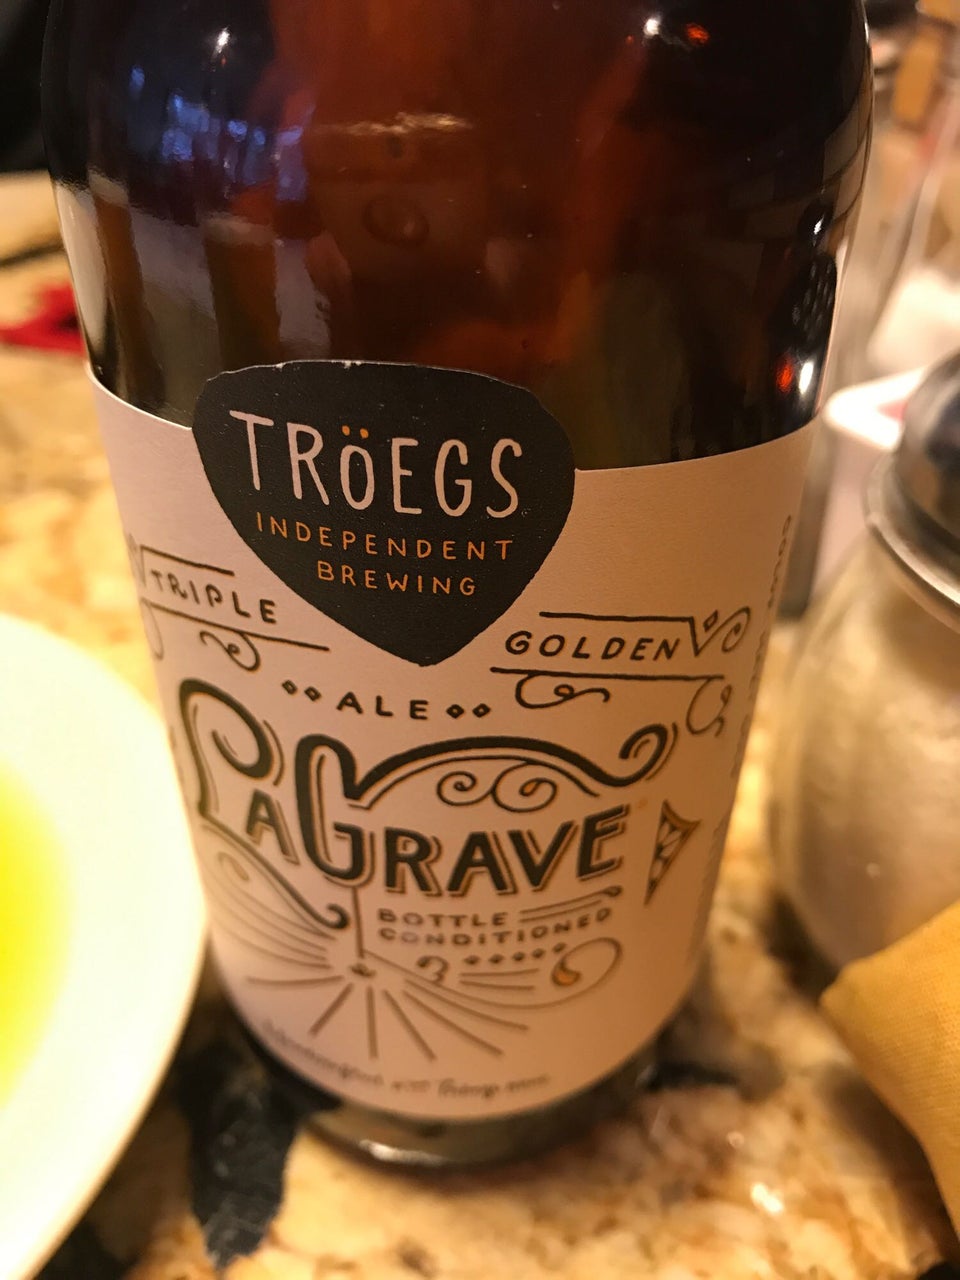 TRÖEGS
INDEPENDENT
BREWING
TRIPLE
GOLDEN
ALE
LAGRAVE
BOTTLE
CONDITIONED